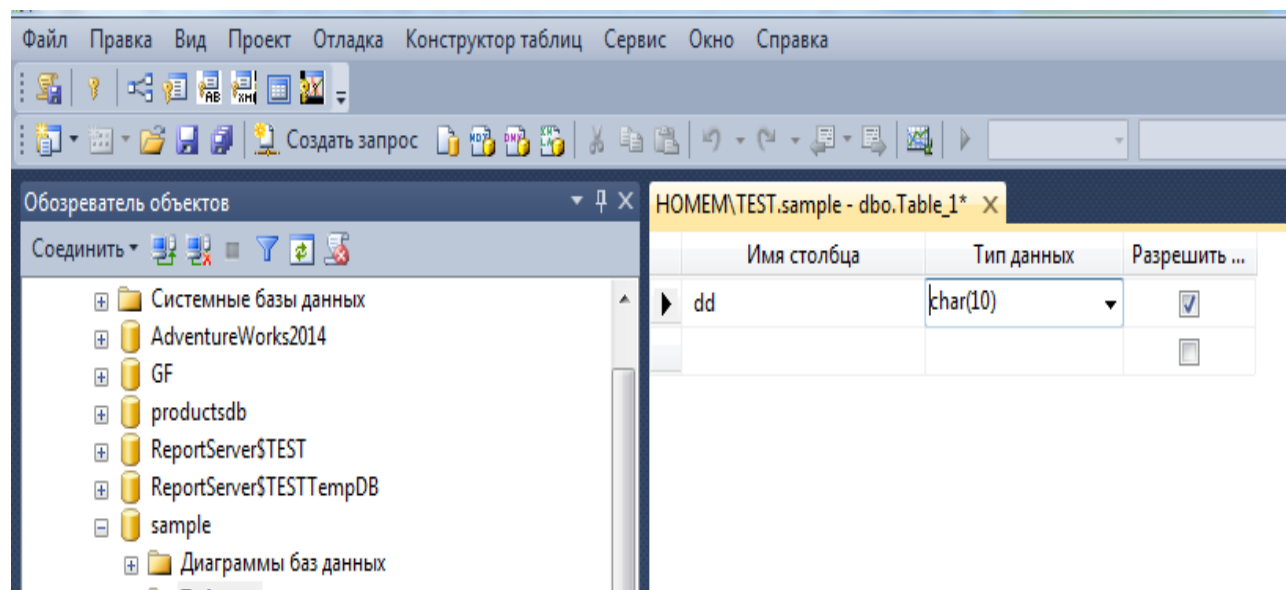 Файл Правка Вид Проект Отладка Конструктор таблиц Сервис Окно Справка
Создать запрос
Обозреватель объектов
Соединить
Системные базы данных
AdventureWorks2014
GF
productsdb
ReportServer$TEST
ReportServer$TESTTempDB
sample
Диаграммы баз данных
HOMEM\TEST.sample - dbo.Table_1*
Имя столбца Тип данных Разрешить ...
dd char(10)